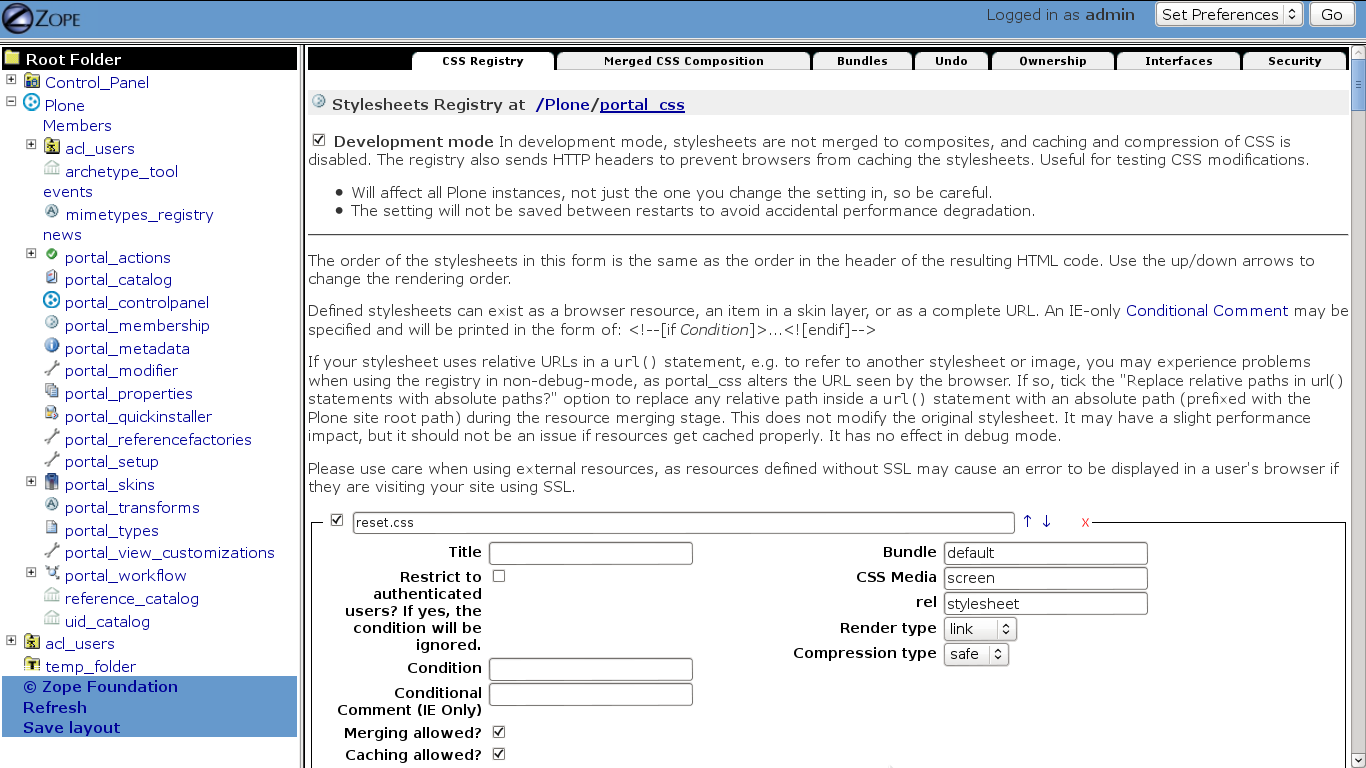 ZOPE
Logged in as admin
Set Preferences
Go
Root Folder
Control_Panel
Plone
Members
acl_users
archetype_tool
events
mimetypes_registry
news
portal_actions
portal_catalog
portal_controlpanel
portal_membership
portal_metadata
portal_modifier
portal_properties
portal_quickinstaller
portal_referencefactories
portal_setup
portal_skins
portal_transforms
portal_types
portal_view_customizations
portal_workflow
reference_catalog
uid_catalog
acl_users
temp_folder
© Zope Foundation
Refresh
Save layout
CSS Registry
Merged CSS Composition
Bundles
Undo
Ownership
Interfaces
Security
Stylesheets Registry at /Plone/portal_css
Development mode In development mode, stylesheets are not merged to composites, and caching and compression of CSS is
disabled. The registry also sends HTTP headers to prevent browsers from caching the stylesheets. Useful for testing CSS modifications.
• Will affect all Plone instances, not just the one you change the setting in, so be careful.
• The setting will not be saved between restarts to avoid accidental performance degradation.
The order of the stylesheets in this form is the same as the order in the header of the resulting HTML code. Use the up/down arrows to
change the rendering order.
Defined stylesheets can exist as a browser resource, an item in a skin layer, or as a complete URL. An IE-only Conditional Comment may be
specified and will be printed in the form of: <!--[if Condition]>...<![endif]-->
If your stylesheet uses relative URLs in a url() statement, e.g. to refer to another stylesheet or image, you may experience problems
when using the registry in non-debug-mode, as portal_css alters the URL seen by the browser. If so, tick the "Replace relative paths in url()
statements with absolute paths?" option to replace any relative path inside a url() statement with an absolute path (prefixed with the
Plone site root path) during the resource merging stage. This does not modify the original stylesheet. It may have a slight performance
impact, but it should not be an issue if resources get cached properly. It has no effect in debug mode.
Please use care when using external resources, as resources defined without SSL may cause an error to be displayed in a user's browser if
they are visiting your site using SSL.
reset.css ↑ ↓ x
Title
Restrict to
authenticated
users? If yes, the
condition will be
ignored.
Condition
Conditional
Comment (IE Only)
Merging allowed?
Caching allowed?
Bundle default
CSS Media screen
rel stylesheet
Render type link
Compression type safe